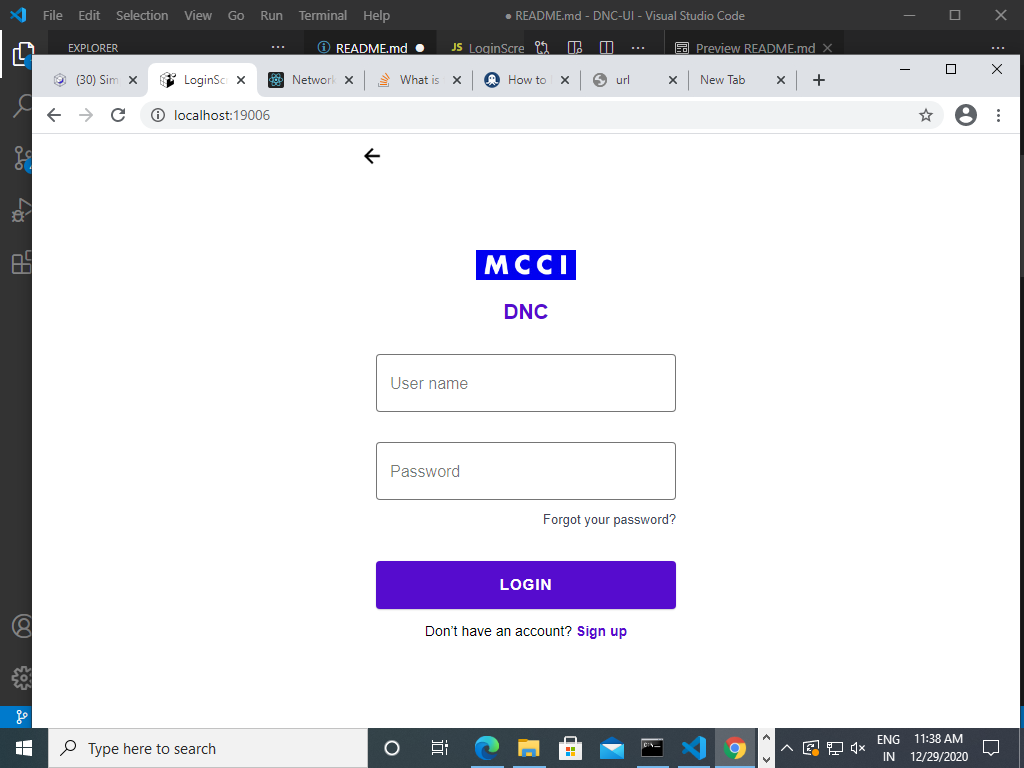 File Edit Selection View Go Run Terminal Help ● README.md - DNC-UI - Visual Studio Code
EXPLORER ··· README.md ● JS LoginScre ··· Preview README.md ···
(30) Sim LoginSc Network What is How to url New Tab
localhost:19006
MCCI
DNC
User name
Password
Forgot your password?
LOGIN
Don't have an account? Sign up
Type here to search
ENG
IN
11:38 AM
12/29/2020